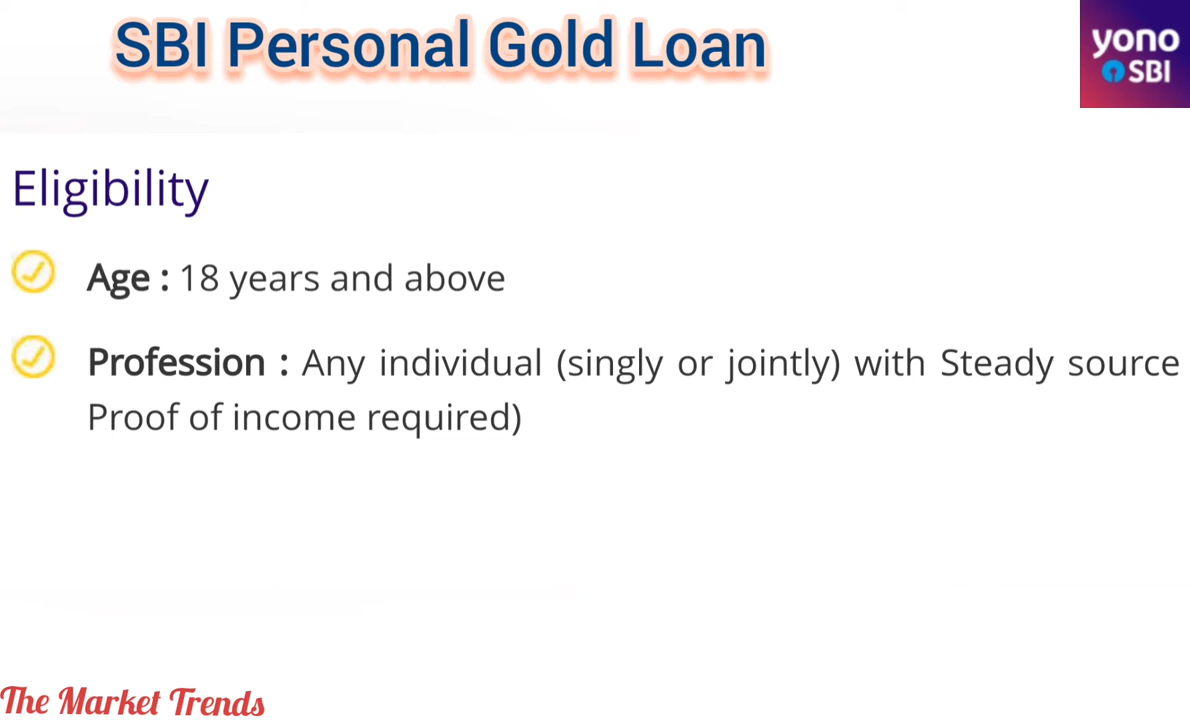 SBI Personal Gold Loan
yono
SBI
Eligibility
Age : 18 years and above
Profession : Any individual (singly or jointly) with Steady source
Proof of income required)
The Market Trends